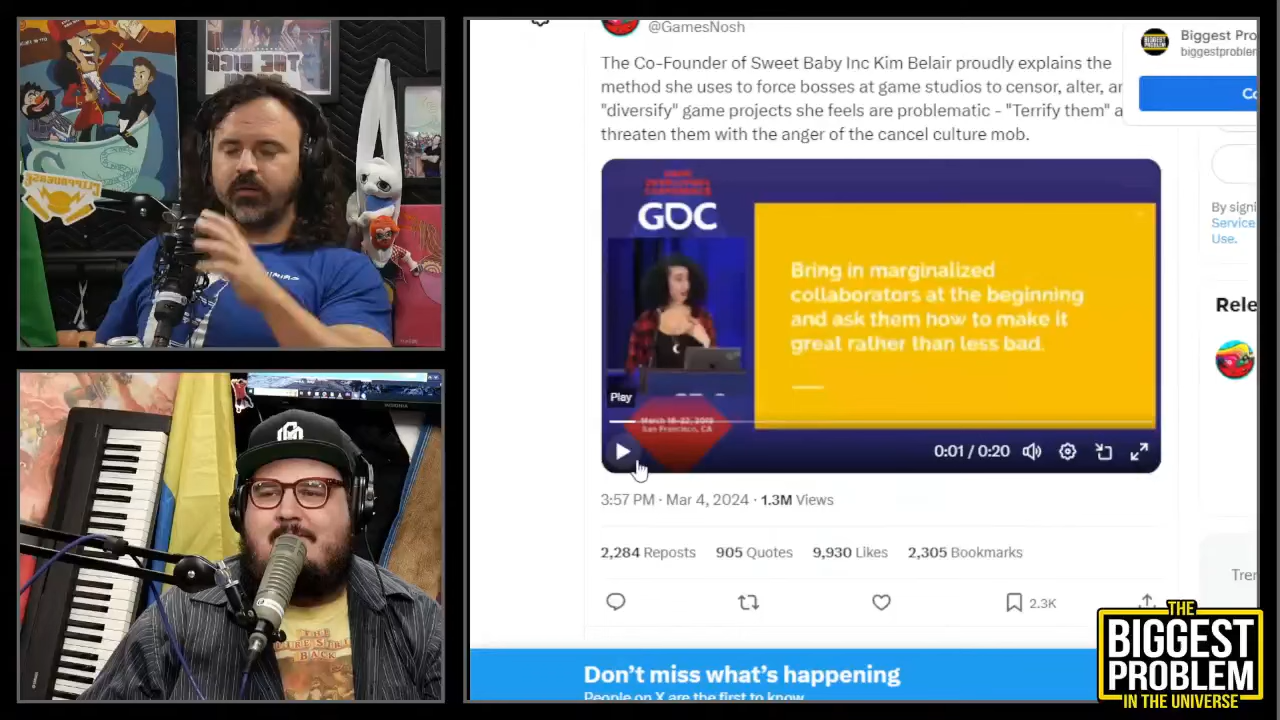 @GamesNosh
The Co-Founder of Sweet Baby Inc Kim Belair proudly explains the
method she uses to force bosses at game studios to censor, alter, ar
"diversify" game projects she feels are problematic - "Terrify them" a
threaten them with the anger of the cancel culture mob.
GDC
Bring in marginalized
collaborators at the beginning
and ask them how to make it
great rather than less bad.
Play
San Francisco, CA
0:01 / 0:20
3:57 PM · Mar 4, 2024 · 1.3M Views
2,284 Reposts 905 Quotes 9,930 Likes 2,305 Bookmarks
2.3K
Don't miss what's happening
People on X are the first to know.
Biggest Pro
biggestprobler
Co
By signi
Service
Use.
Rele
Trer
THE
BIGGEST
PROBLEM
IN THE UNIVERSE